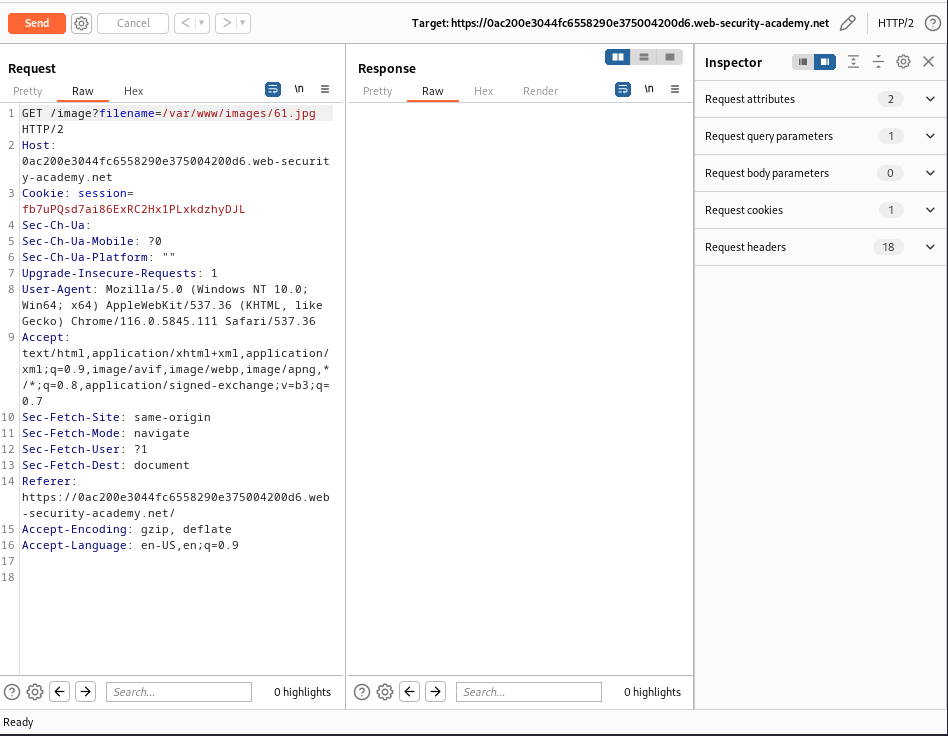 Send
Cancel
Target: https://0ac200e3044fc6558290e375004200d6.web-security-academy.net
HTTP/2
Request
Pretty
Raw
Hex
\n
1 GET /image?filename=/var/www/images/61.jpg
HTTP/2
2 Host:
0ac200e3044fc6558290e375004200d6.web-securit
y-academy.net
3 Cookie: session=
fb7uPQsd7ai86ExRC2Hx1PLxkdzhyDJL
4 Sec-Ch-Ua:
5 Sec-Ch-Ua-Mobile: ?0
6 Sec-Ch-Ua-Platform: ""
7 Upgrade-Insecure-Requests: 1
8 User-Agent: Mozilla/5.0 (Windows NT 10.0;
Win64; x64) AppleWebKit/537.36 (KHTML, like
Gecko) Chrome/116.0.5845.111 Safari/537.36
9 Accept:
text/html,application/xhtml+xml,application/
xml;q=0.9,image/avif,image/webp,image/apng,*
/*;q=0.8,application/signed-exchange;v=b3;q=
0.7
10 Sec-Fetch-Site: same-origin
11 Sec-Fetch-Mode: navigate
12 Sec-Fetch-User: ?1
13 Sec-Fetch-Dest: document
14 Referer:
https://0ac200e3044fc6558290e375004200d6.web
-security-academy.net/
15 Accept-Encoding: gzip, deflate
16 Accept-Language: en-US,en;q=0.9
17
18
Search...
0 highlights
Response
Pretty
Raw
Hex
Render
\n
Search...
0 highlights
Inspector
Request attributes 2
Request query parameters 1
Request body parameters 0
Request cookies 1
Request headers 18
Ready